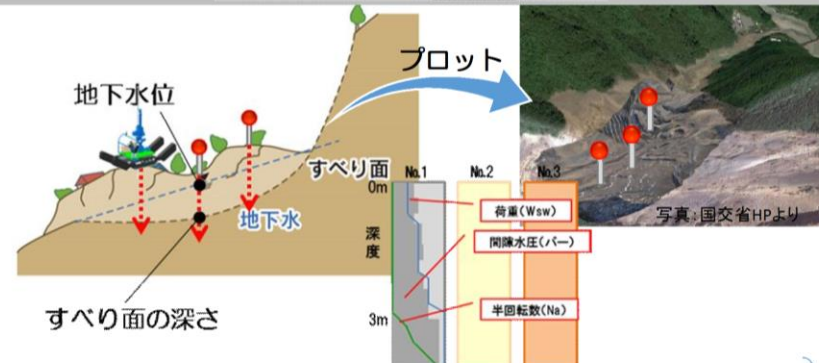 プロット
地下水位
すべり面
地下水
すべり面の深さ
No.1
No.2
No.3
0m
深度
3m
荷重(Wsw)
間隙水圧(バー)
半回転数(Na)
写真:国交省HPより